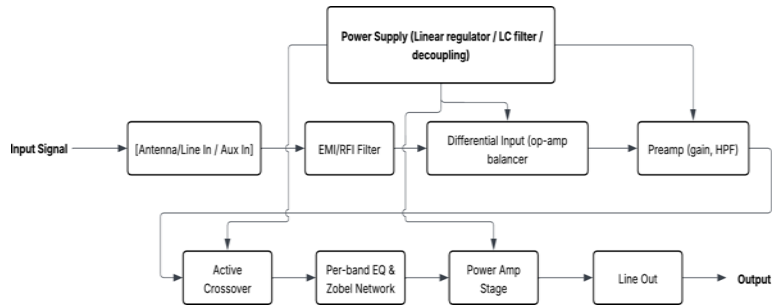 Power Supply (Linear regulator / LC filter /
decoupling)
Input Signal
[Antenna/Line In / Aux In]
EMI/RFI Filter
Differential Input (op-amp
balancer
Preamp (gain, HPF)
Active
Crossover
Per-band EQ &
Zobel Network
Power Amp
Stage
Line Out
Output